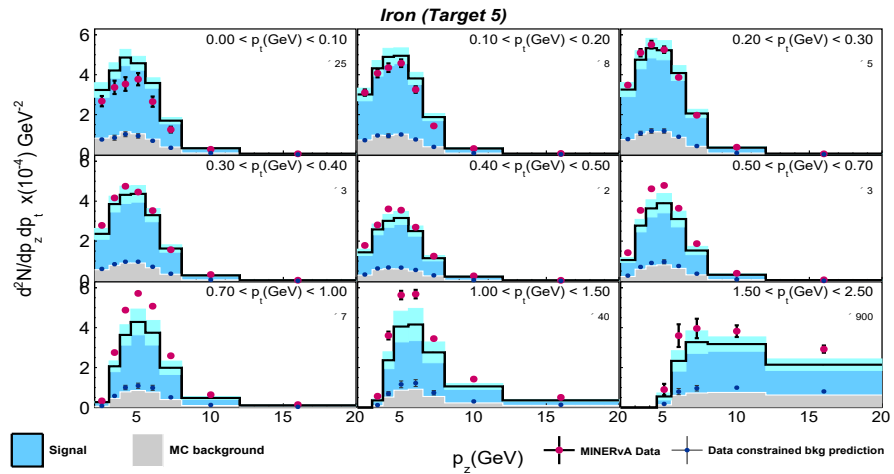 Iron (Target 5)
d²N/dp_z dp_t x(10⁻⁴) GeV⁻²
0.00 < p_t(GeV) < 0.10
´ 25
0.10 < p_t(GeV) < 0.20
´ 8
0.20 < p_t(GeV) < 0.30
´ 5
6
4
2
0
0.30 < p_t(GeV) < 0.40
´ 3
0.40 < p_t(GeV) < 0.50
´ 2
0.50 < p_t(GeV) < 0.70
´ 3
6
4
2
0
0.70 < p_t(GeV) < 1.00
´ 7
1.00 < p_t(GeV) < 1.50
´ 40
1.50 < p_t(GeV) < 2.50
´ 900
6
4
2
0
5 10 15 20 5 10 15 20 5 10 15 20
p_z(GeV)
Signal
MC background
MINERvA Data
Data constrained bkg prediction